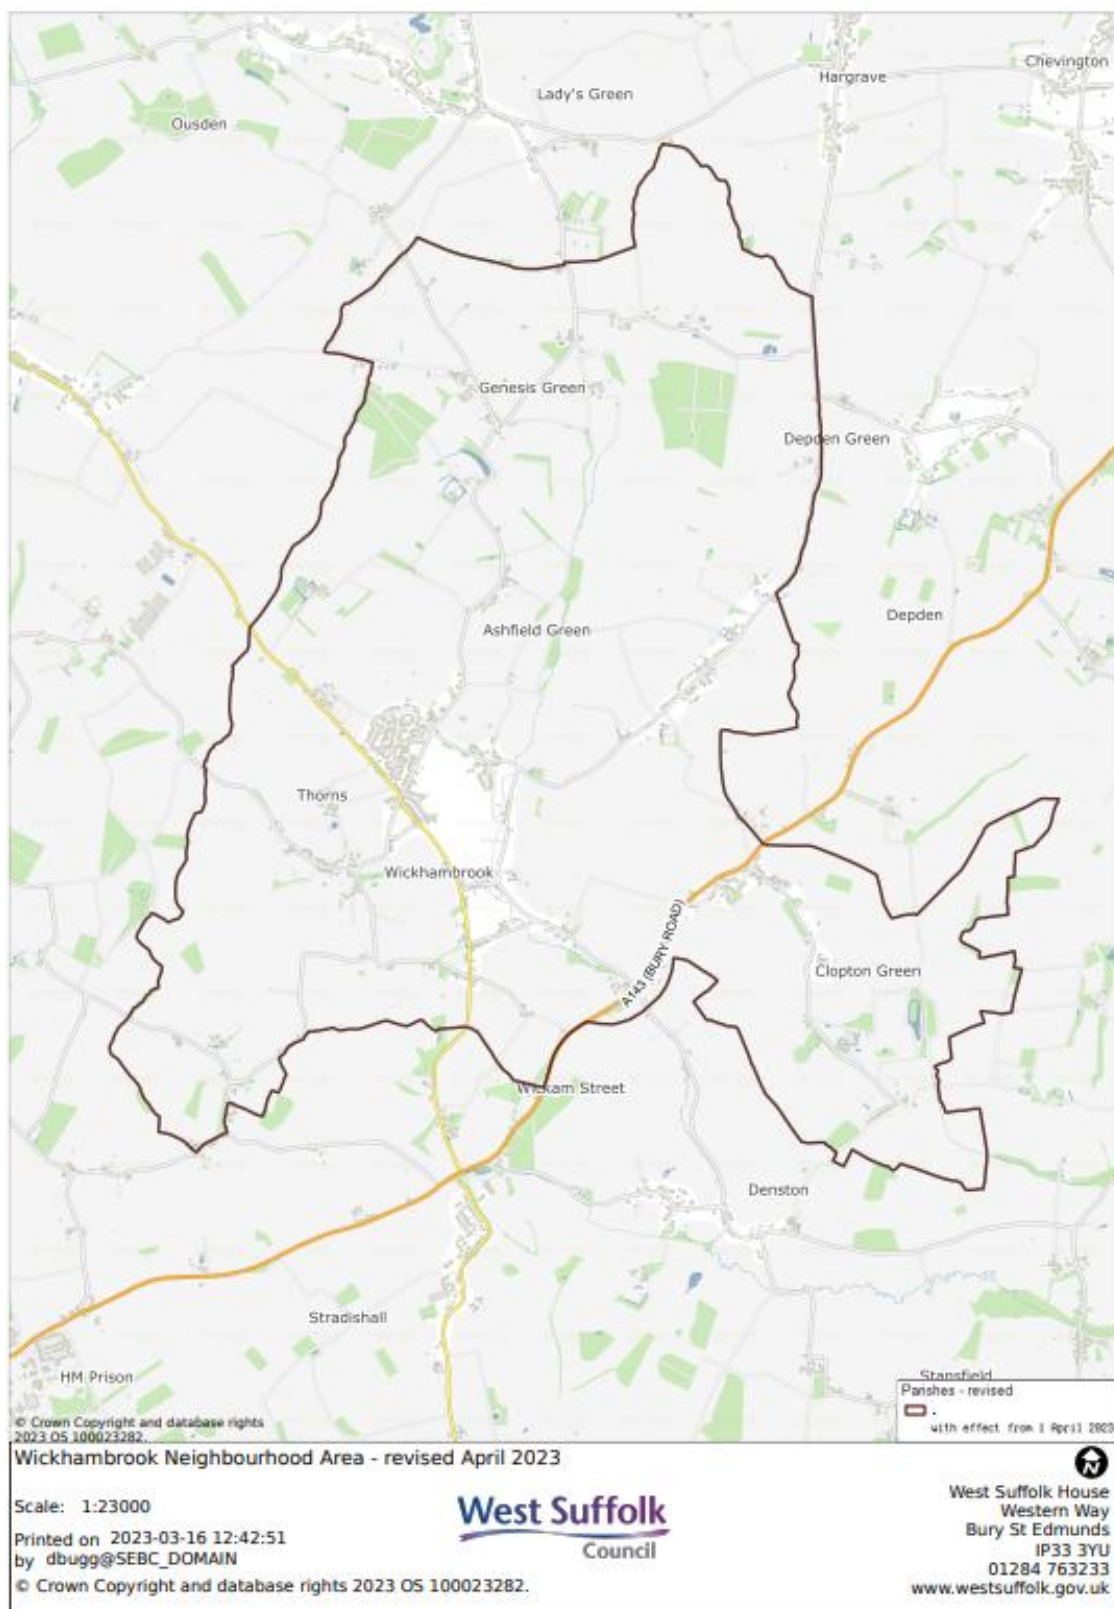 Chevington
Hargrave
Lady's Green
Ousden
Genesis Green
Depden Green
Depden
Ashfield Green
Thorns
Wickhambrook
A143 (BURY ROAD)
Clopton Green
Wickam Street
Denston
Stradishall
HM Prison
Stansfield
Parishes - revised
.
with effect from 1 April 2023
© Crown Copyright and database rights
2023 OS 100023282.
Wickhambrook Neighbourhood Area - revised April 2023
N
Scale: 1:23000
Printed on 2023-03-16 12:42:51
by dbugg@SEBC_DOMAIN
© Crown Copyright and database rights 2023 OS 100023282.
West Suffolk
Council
West Suffolk House
Western Way
Bury St Edmunds
IP33 3YU
01284 763233
www.westsuffolk.gov.uk